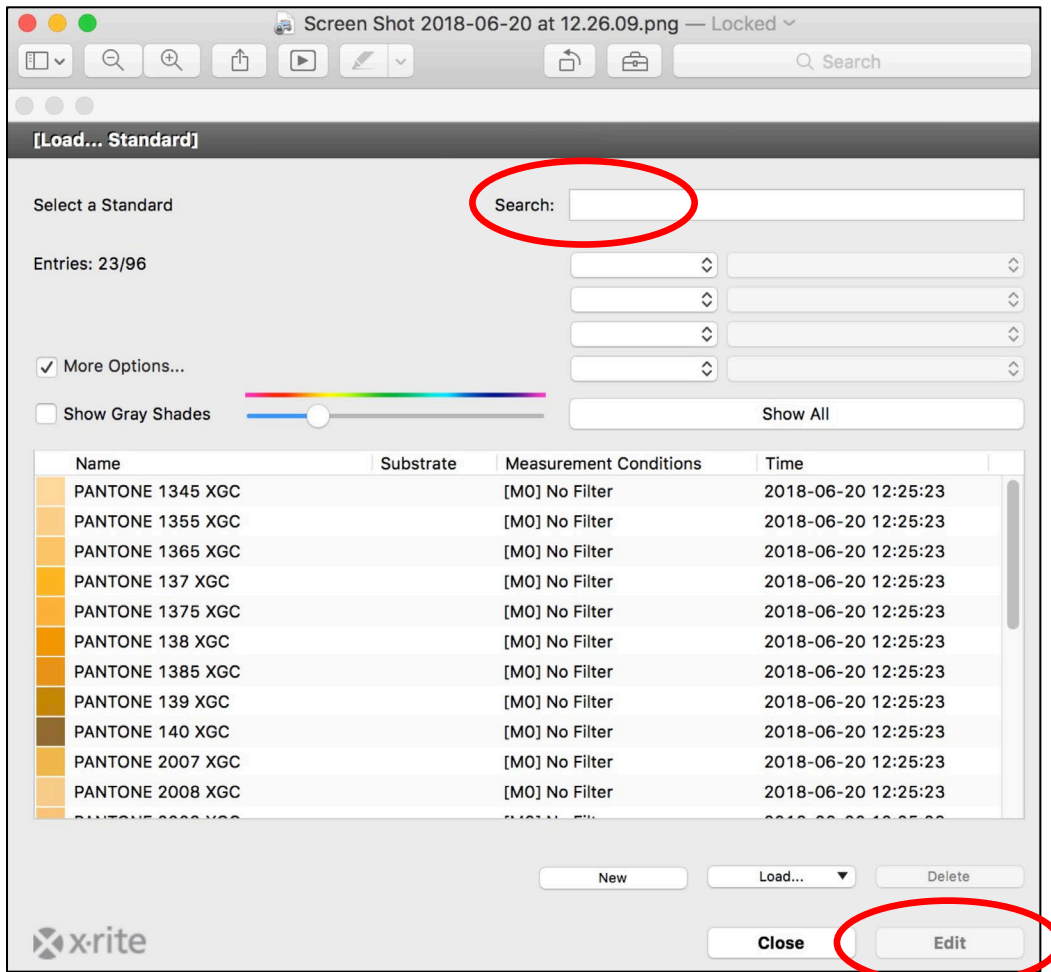 Screen Shot 2018-06-20 at 12.26.09.png — Locked
Search
[Load... Standard]
Select a Standard Search:
Entries: 23/96
More Options...
Show Gray Shades Show All
Name Substrate Measurement Conditions Time
PANTONE 1345 XGC [M0] No Filter 2018-06-20 12:25:23
PANTONE 1355 XGC [M0] No Filter 2018-06-20 12:25:23
PANTONE 1365 XGC [M0] No Filter 2018-06-20 12:25:23
PANTONE 137 XGC [M0] No Filter 2018-06-20 12:25:23
PANTONE 1375 XGC [M0] No Filter 2018-06-20 12:25:23
PANTONE 138 XGC [M0] No Filter 2018-06-20 12:25:23
PANTONE 1385 XGC [M0] No Filter 2018-06-20 12:25:23
PANTONE 139 XGC [M0] No Filter 2018-06-20 12:25:23
PANTONE 140 XGC [M0] No Filter 2018-06-20 12:25:23
PANTONE 2007 XGC [M0] No Filter 2018-06-20 12:25:23
PANTONE 2008 XGC [M0] No Filter 2018-06-20 12:25:23
New Load... Delete
x·rite Close Edit